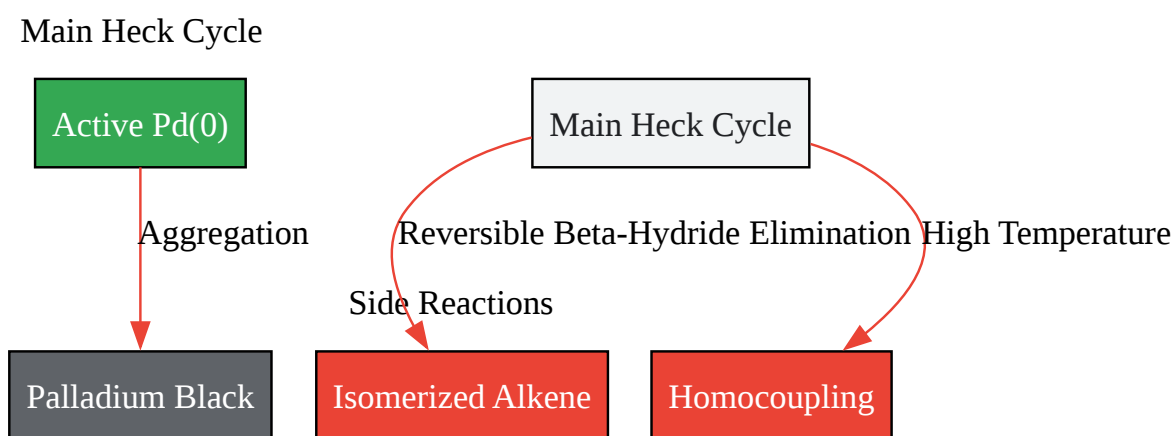 Main Heck Cycle
Active Pd(0)
Main Heck Cycle
Aggregation
Reversible Beta-Hydride Elimination
High Temperature
Side Reactions
Palladium Black
Isomerized Alkene
Homocoupling